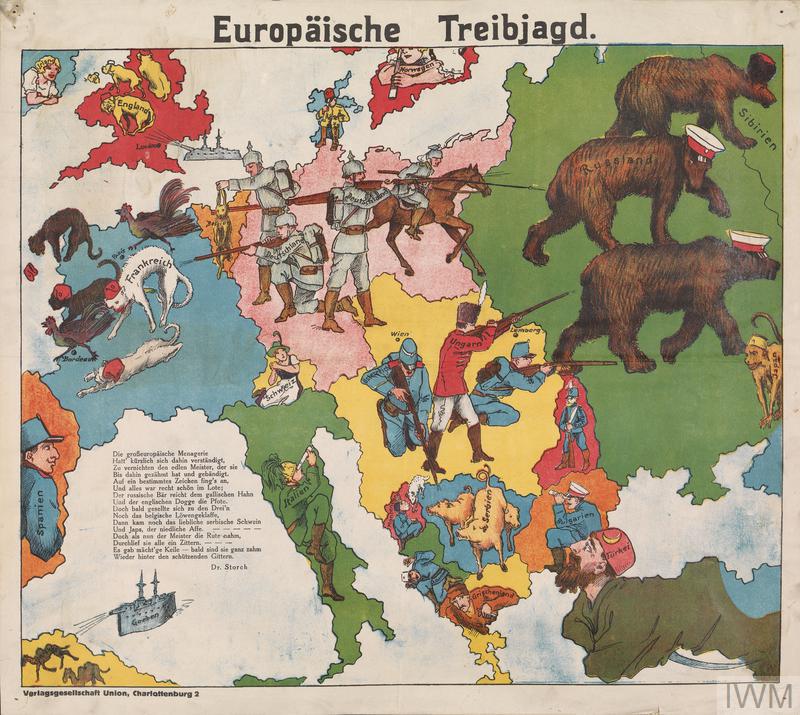 Europäische Treibjagd.
Irland
England
London
Norwegen
Sibirien
Russland
Deutschland
Deutschland
Paris
Frankreich
Bordeaux
Schweiz
Wien
Ungarn
Lemberg
Japan
Spanien
Italien
Serbien
Bulgarien
Türkei
Griechenland
Die großeuropäische Menagerie
Hatt' kürzlich sich dahin verständigt,
Zu vernichten den edlen Meister, der sie
Bis dahin gezähmt hat und gebändigt.
Auf ein bestimmtes Zeichen fing's an,
Und alles war recht schön im Lote;
Der russische Bär reicht dem gallischen Hahn
Und der englischen Dogge die Pfote.
Doch bald gesellte sich zu den Drei'n
Noch das belgische Löwengekläffe,
Dann kam noch das liebliche serbische Schwein
Und Japs, der niedliche Affe. — — — — —
Doch als nun der Meister die Rute nahm,
Durchlief sie alle ein Zittern. — — —
Es gab mächt'ge Keile — bald sind sie ganz zahm
Wieder hinter den schützenden Gittern.
Dr. Storch
Goeben
Verlagsgesellschaft Union, Charlottenburg 2
IWM